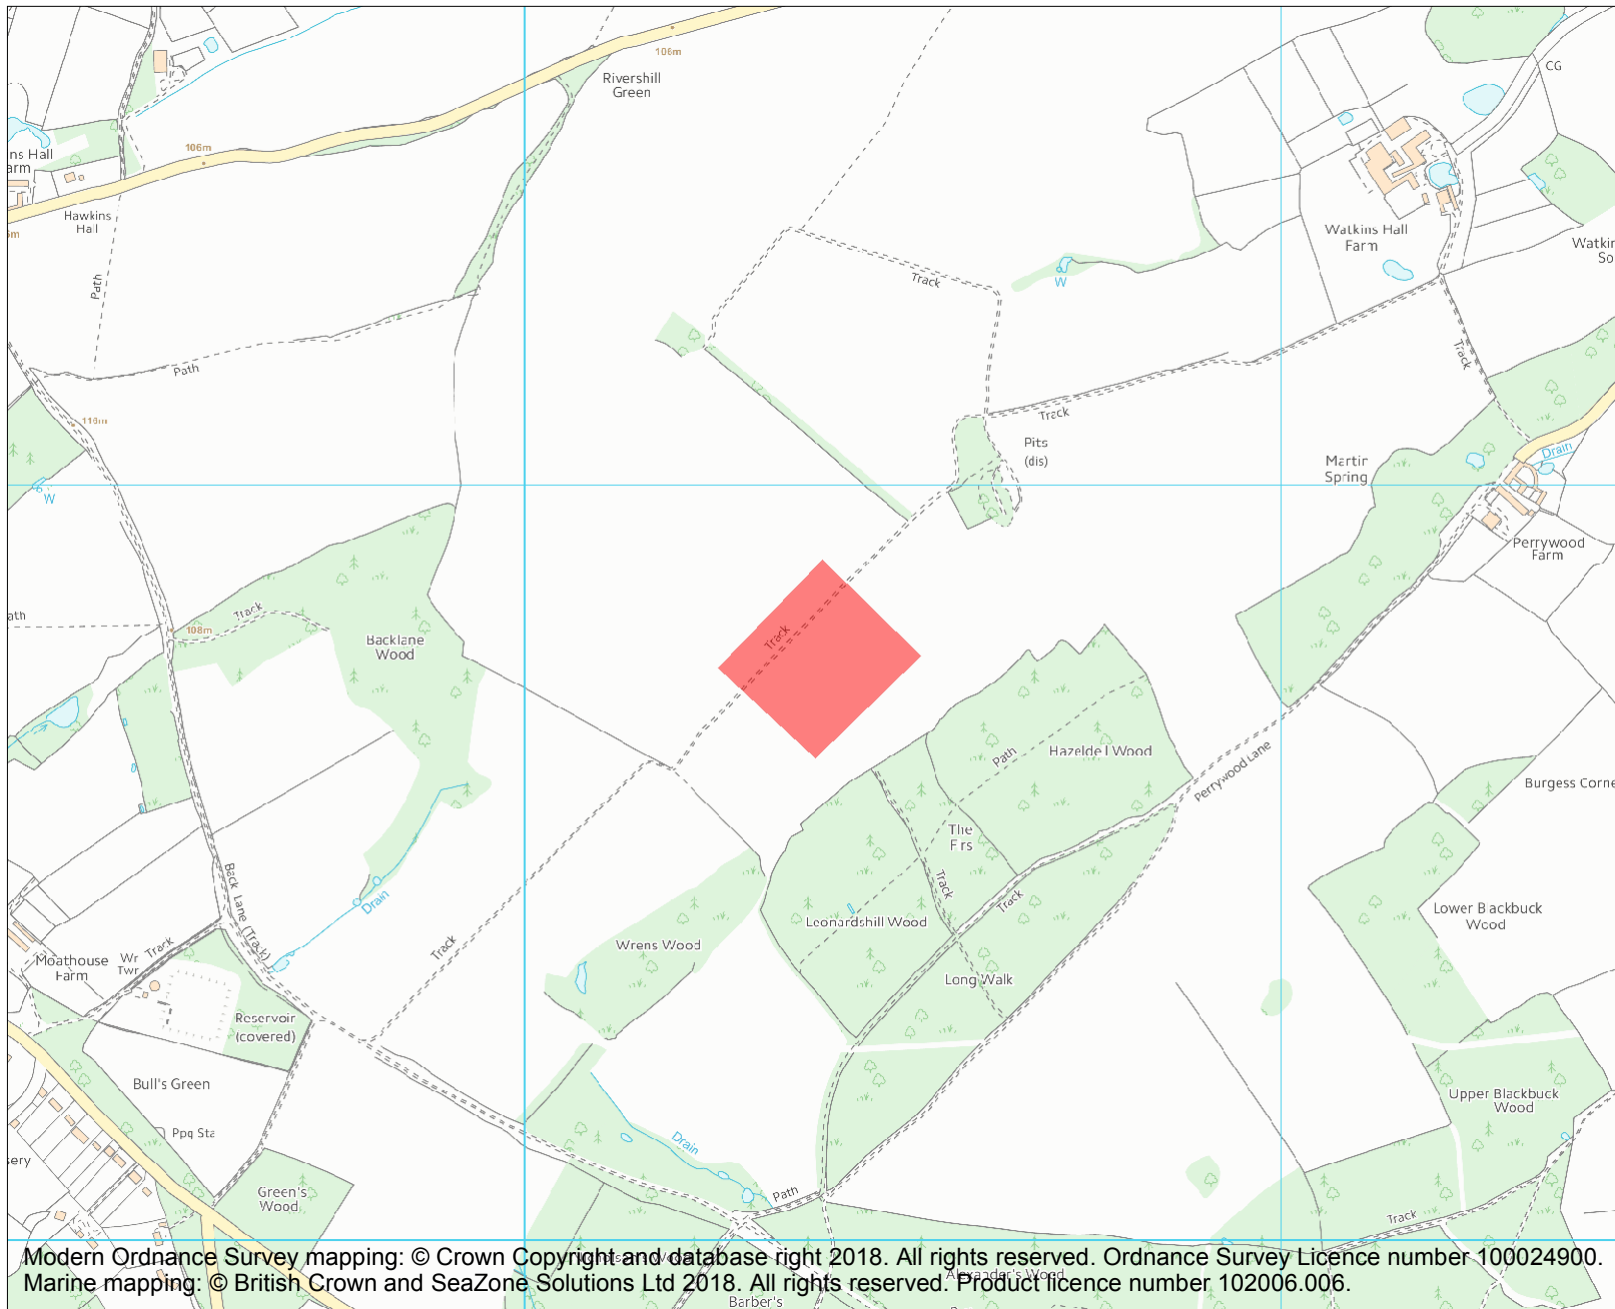 106m
Rivershill
Green
CG
106m
ns Hall
arm
Hawkins
Hall
Watkins Hall
Farm
Path
Track
W
Path
Track
Track
Track
110m
Pits
(dis)
Martin
Spring
Drain
W
Perrywood
Farm
ath
Track
108m
Backlane
Wood
Track
Path
Hazeldell Wood
Perrywood Lane
Burgess Corne
The
Firs
Track
Track
Back Lane (Track)
Drain
Leonardshill Wood
Lower Blackbuck
Wood
Wrens Wood
Track
Track
Wr
Twr
Moathouse
Farm
Long Walk
Reservoir
(covered)
Bull's Green
Upper Blackbuck
Wood
Ppg Sta
Drain
sery
Green's
Wood
Path
Track
Modern Ordnance Survey mapping: © Crown Copyright and database right 2018. All rights reserved. Ordnance Survey Licence number 100024900.
Marine mapping: © British Crown and SeaZone Solutions Ltd 2018. All rights reserved. Product licence number 102006.006.
Alexander's Wood
Barber's